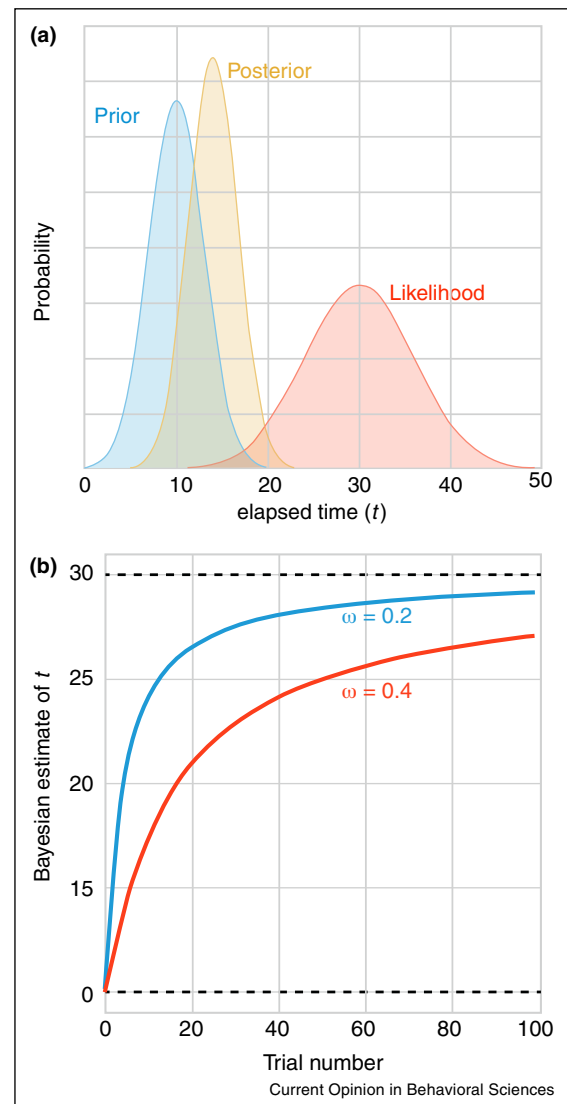 (a)
Posterior
Prior
Likelihood
Probability
0 10 20 30 40 50
elapsed time (t)
(b)
30
25
20
15
0
ω = 0.2
ω = 0.4
Bayesian estimate of t
0 20 40 60 80 100
Trial number
Current Opinion in Behavioral Sciences